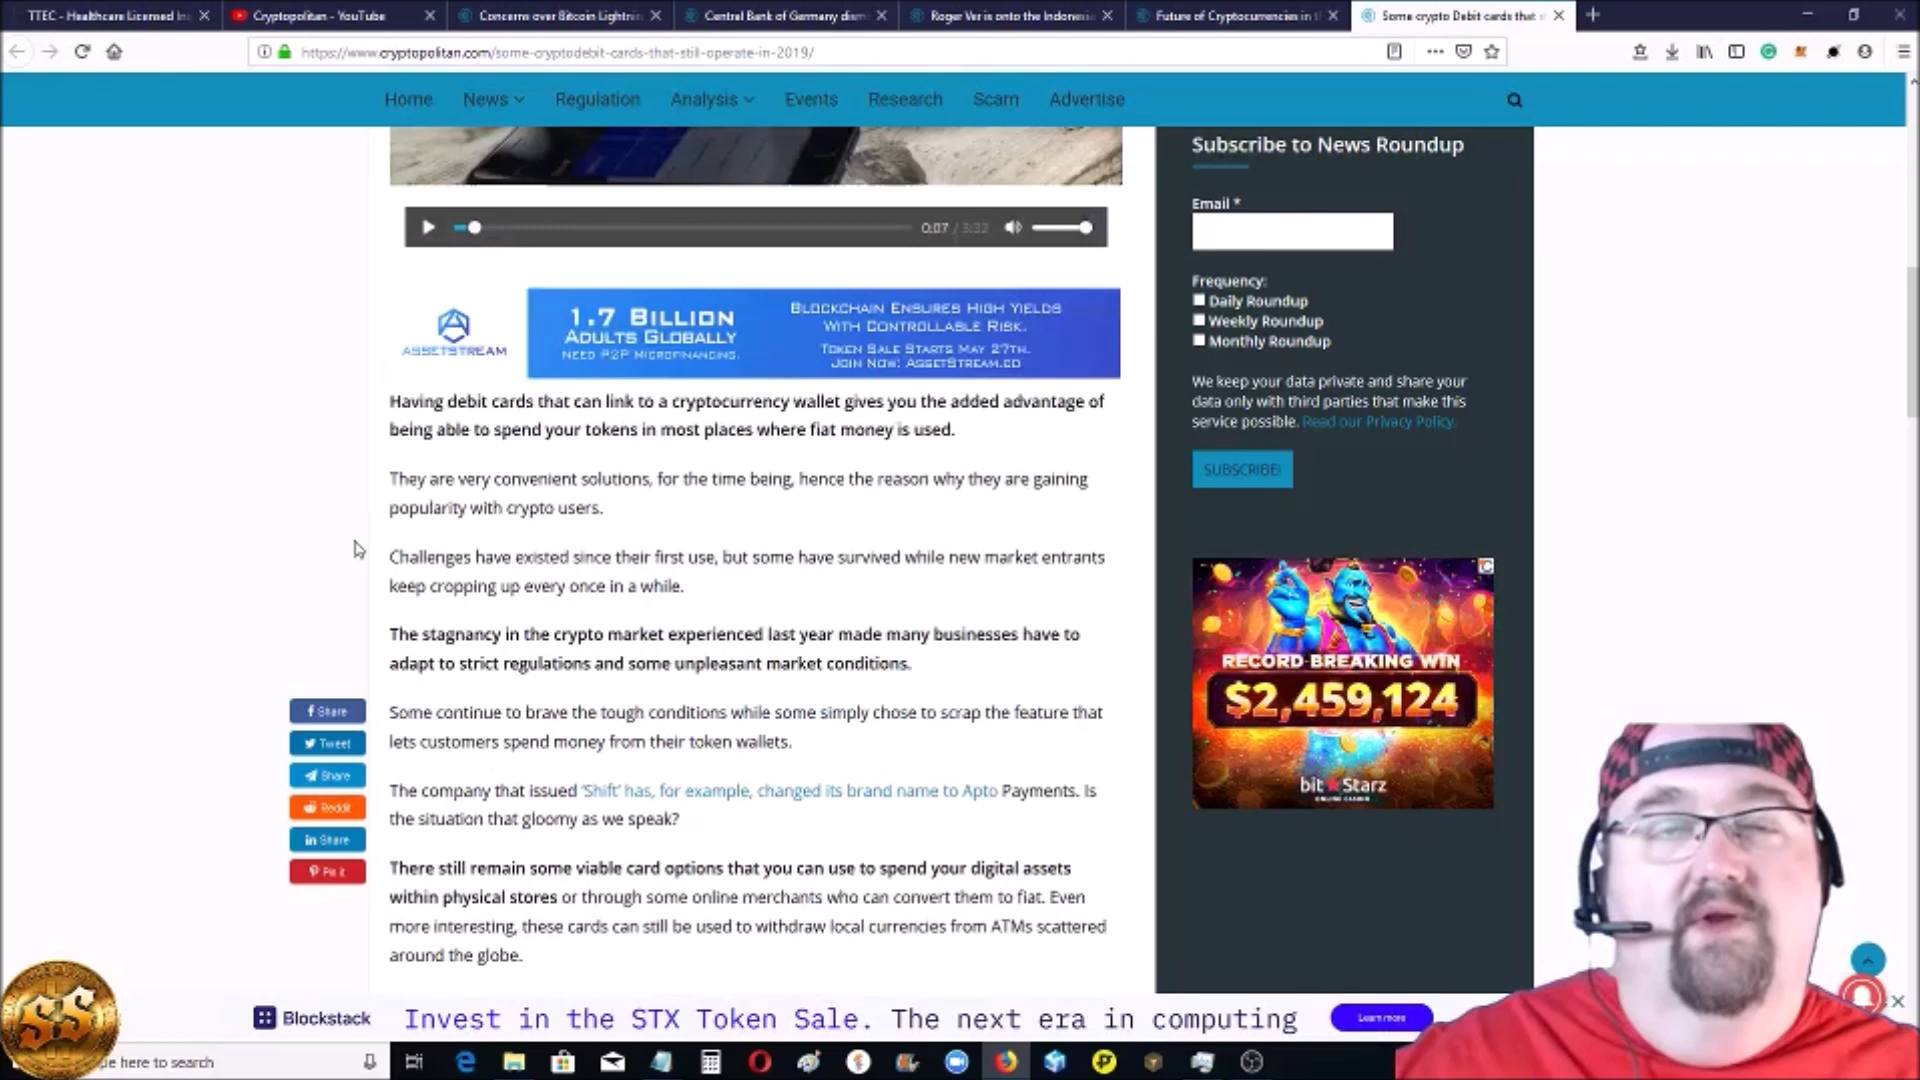 TTEC - Healthcare Licensed In
Cryptopolitan - YouTube
Concerns over Bitcoin Lightnin
Central Bank of Germany dem
Roger Ver is onto the Indonesia
Future of Cryptocurrencies in t
Some crypto Debit cards that s
https://www.cryptopolitan.com/some-cryptodebit-cards-that-still-operate-in-2019/
Home News Regulation Analysis Events Research Scam Advertise
0:07 / 3:32
ASSETSTREAM
1.7 BILLION
ADULTS GLOBALLY
NEED P2P MICROFINANCING.
BLOCKCHAIN ENSURES HIGH YIELDS
WITH CONTROLLABLE RISK.
TOKEN SALE STARTS MAY 27TH.
JOIN NOW: ASSETSTREAM.CO
Having debit cards that can link to a cryptocurrency wallet gives you the added advantage of
being able to spend your tokens in most places where fiat money is used.
They are very convenient solutions, for the time being, hence the reason why they are gaining
popularity with crypto users.
Challenges have existed since their first use, but some have survived while new market entrants
keep cropping up every once in a while.
The stagnancy in the crypto market experienced last year made many businesses have to
adapt to strict regulations and some unpleasant market conditions.
Some continue to brave the tough conditions while some simply chose to scrap the feature that
lets customers spend money from their token wallets.
The company that issued 'Shift' has, for example, changed its brand name to Apto Payments. Is
the situation that gloomy as we speak?
There still remain some viable card options that you can use to spend your digital assets
within physical stores or through some online merchants who can convert them to fiat. Even
more interesting, these cards can still be used to withdraw local currencies from ATMs scattered
around the globe.
Share
Tweet
Share
Reddit
Share
Pin it
Subscribe to News Roundup
Email *
Frequency:
Daily Roundup
Weekly Roundup
Monthly Roundup
We keep your data private and share your
data only with third parties that make this
service possible. Read our Privacy Policy.
SUBSCRIBE!
RECORD BREAKING WIN
$2,459,124
bit Starz
ONLINE CASINO
Blockstack
Invest in the STX Token Sale. The next era in computing
Learn more
SS
pe here to search